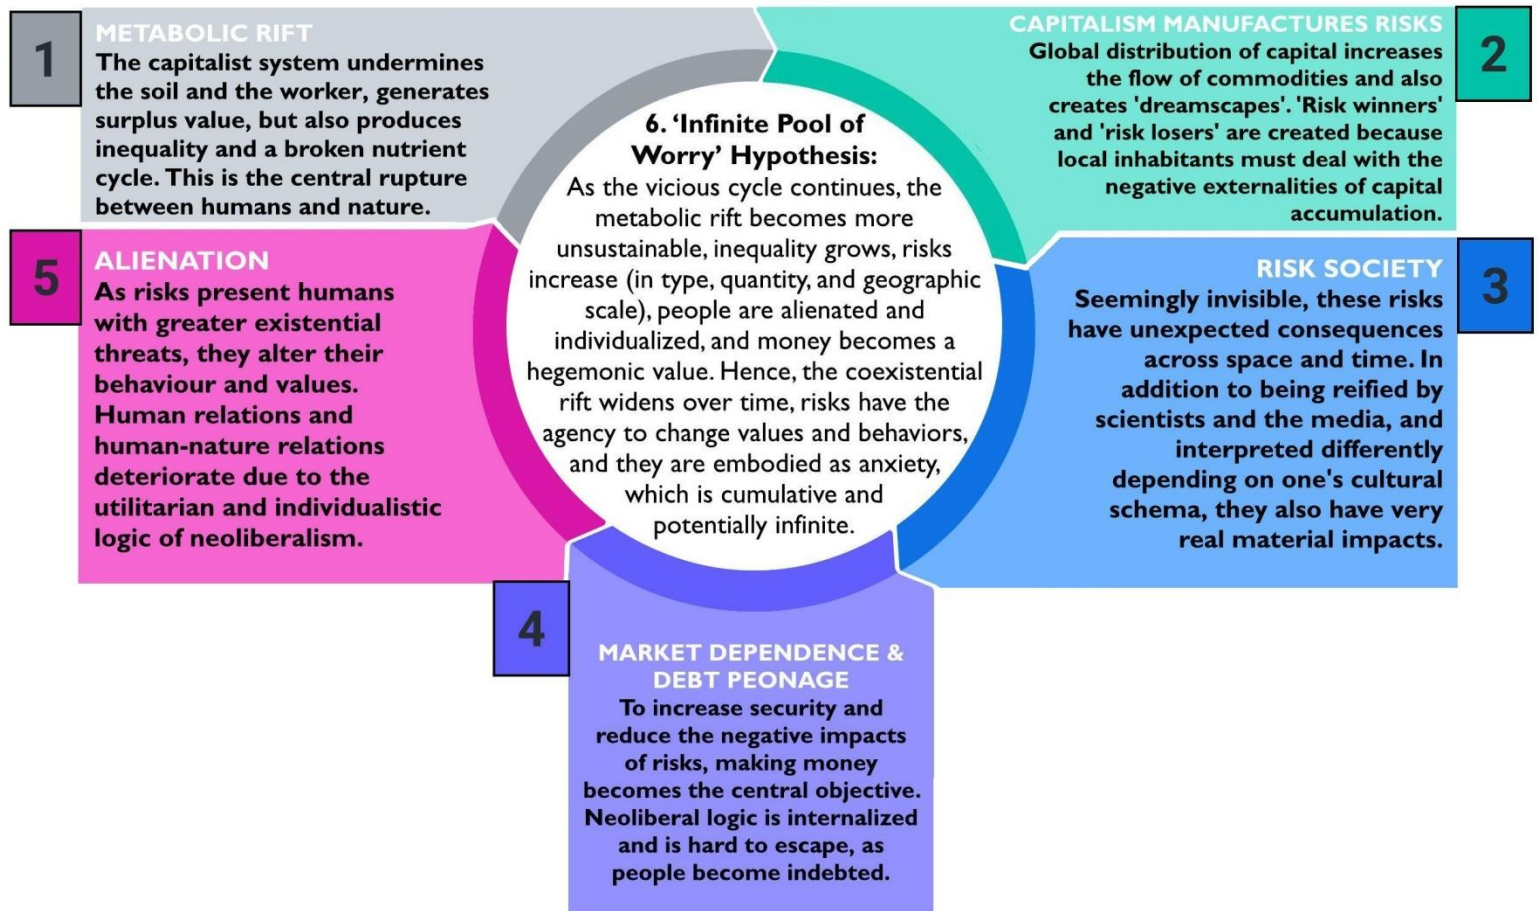 1
METABOLIC RIFT
The capitalist system undermines
the soil and the worker, generates
surplus value, but also produces
inequality and a broken nutrient
cycle. This is the central rupture
between humans and nature.
2
CAPITALISM MANUFACTURES RISKS
Global distribution of capital increases
the flow of commodities and also
creates 'dreamscapes'. 'Risk winners'
and 'risk losers' are created because
local inhabitants must deal with the
negative externalities of capital
accumulation.
3
RISK SOCIETY
Seemingly invisible, these risks
have unexpected consequences
across space and time. In
addition to being reified by
scientists and the media, and
interpreted differently
depending on one's cultural
schema, they also have very
real material impacts.
4
MARKET DEPENDENCE &
DEBT PEONAGE
To increase security and
reduce the negative impacts
of risks, making money
becomes the central objective.
Neoliberal logic is internalized
and is hard to escape, as
people become indebted.
5
ALIENATION
As risks present humans
with greater existential
threats, they alter their
behaviour and values.
Human relations and
human-nature relations
deteriorate due to the
utilitarian and individualistic
logic of neoliberalism.
6. ‘Infinite Pool of
Worry’ Hypothesis:
As the vicious cycle continues, the
metabolic rift becomes more
unsustainable, inequality grows, risks
increase (in type, quantity, and geographic
scale), people are alienated and
individualized, and money becomes a
hegemonic value. Hence, the coexistential
rift widens over time, risks have the
agency to change values and behaviors,
and they are embodied as anxiety,
which is cumulative and
potentially infinite.